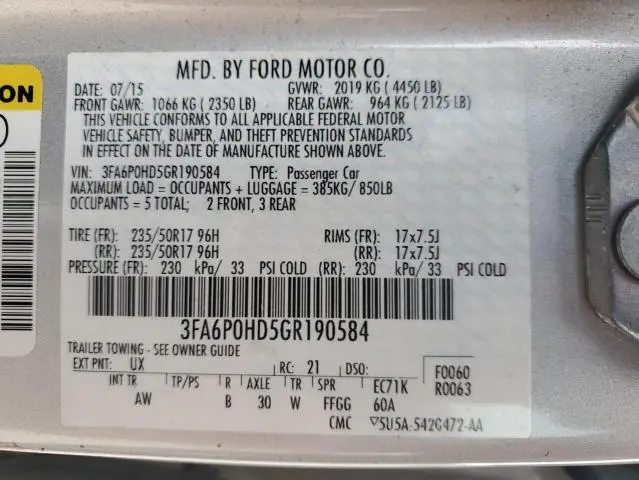 ON
MFD. BY FORD MOTOR CO.
DATE: 07/15 GVWR: 2019 KG ( 4450 LB)
FRONT GAWR: 1066 KG ( 2350 LB) REAR GAWR: 964 KG ( 2125 LB)
THIS VEHICLE CONFORMS TO ALL APPLICABLE FEDERAL MOTOR
VEHICLE SAFETY, BUMPER, AND THEFT PREVENTION STANDARDS
IN EFFECT ON THE DATE OF MANUFACTURE SHOWN ABOVE.
VIN: 3FA6P0HD5GR190584 TYPE: Passenger Car
MAXIMUM LOAD = OCCUPANTS + LUGGAGE = 385KG/ 850LB
OCCUPANTS = 5 TOTAL; 2 FRONT, 3 REAR
TIRE (FR): 235/50R17 96H RIMS (FR): 17x7.5J
(RR): 235/50R17 96H (RR): 17x7.5J
PRESSURE (FR): 230 kPa/ 33 PSI COLD (RR): 230 kPa/ 33 PSI COLD
3FA6P0HD5GR190584
TRAILER TOWING - SEE OWNER GUIDE
EXT PNT: UX RC: 21 DSO: F0060
INT TR TP/PS R AXLE TR SPR EC71K R0063
AW B 30 W FFGG 60A
CMC 5U5A-542C472-AA